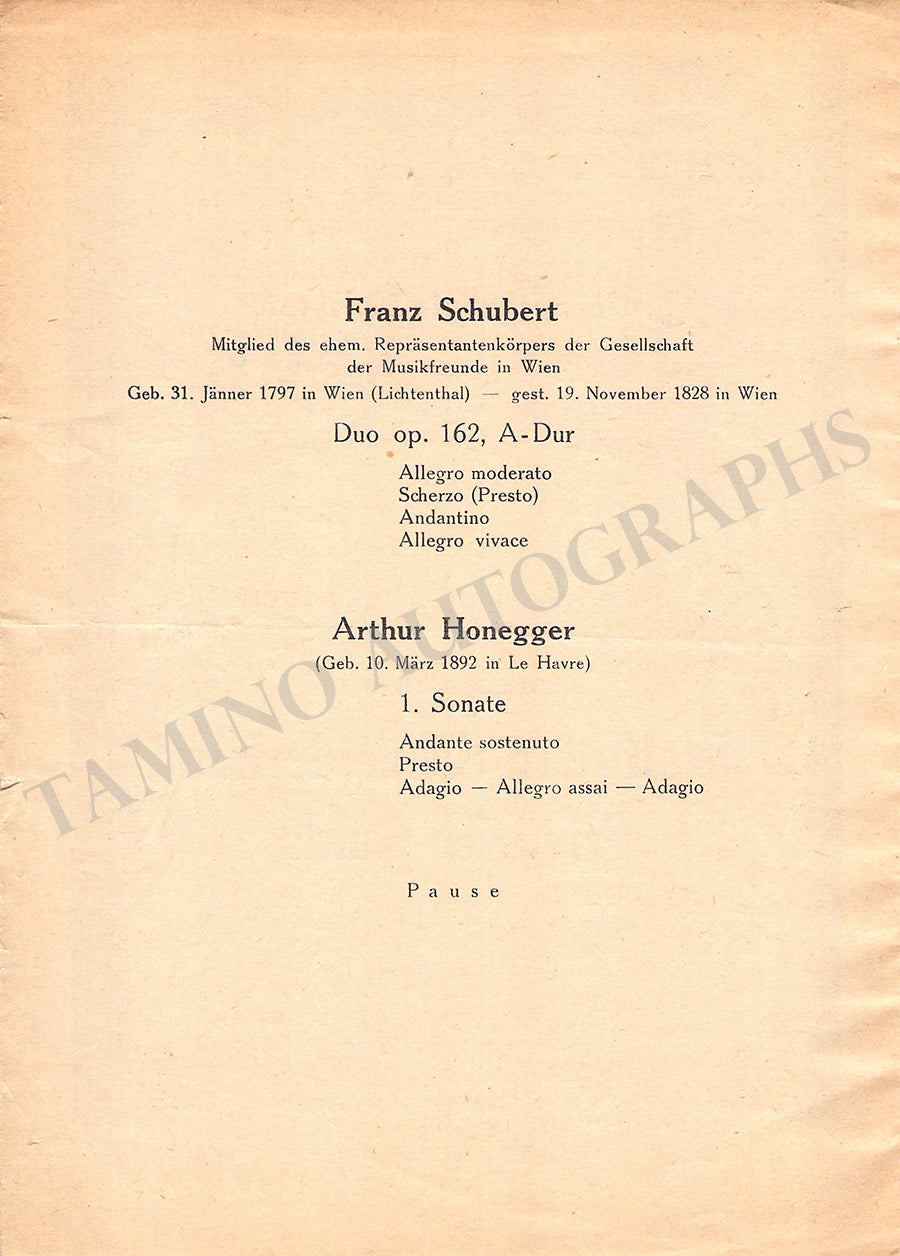 Franz Schubert
Mitglied des ehem. Repräsentantenkörpers der Gesellschaft
der Musikfreunde in Wien
Geb. 31. Jänner 1797 in Wien (Lichtenthal) — gest. 19. November 1828 in Wien
Duo op. 162, A-Dur
Allegro moderato
Scherzo (Presto)
Andantino
Allegro vivace
Arthur Honegger
(Geb. 10. März 1892 in Le Havre)
1. Sonate
Andante sostenuto
Presto
Adagio — Allegro assai — Adagio
Pause
TAMINO AUTOGRAPHS